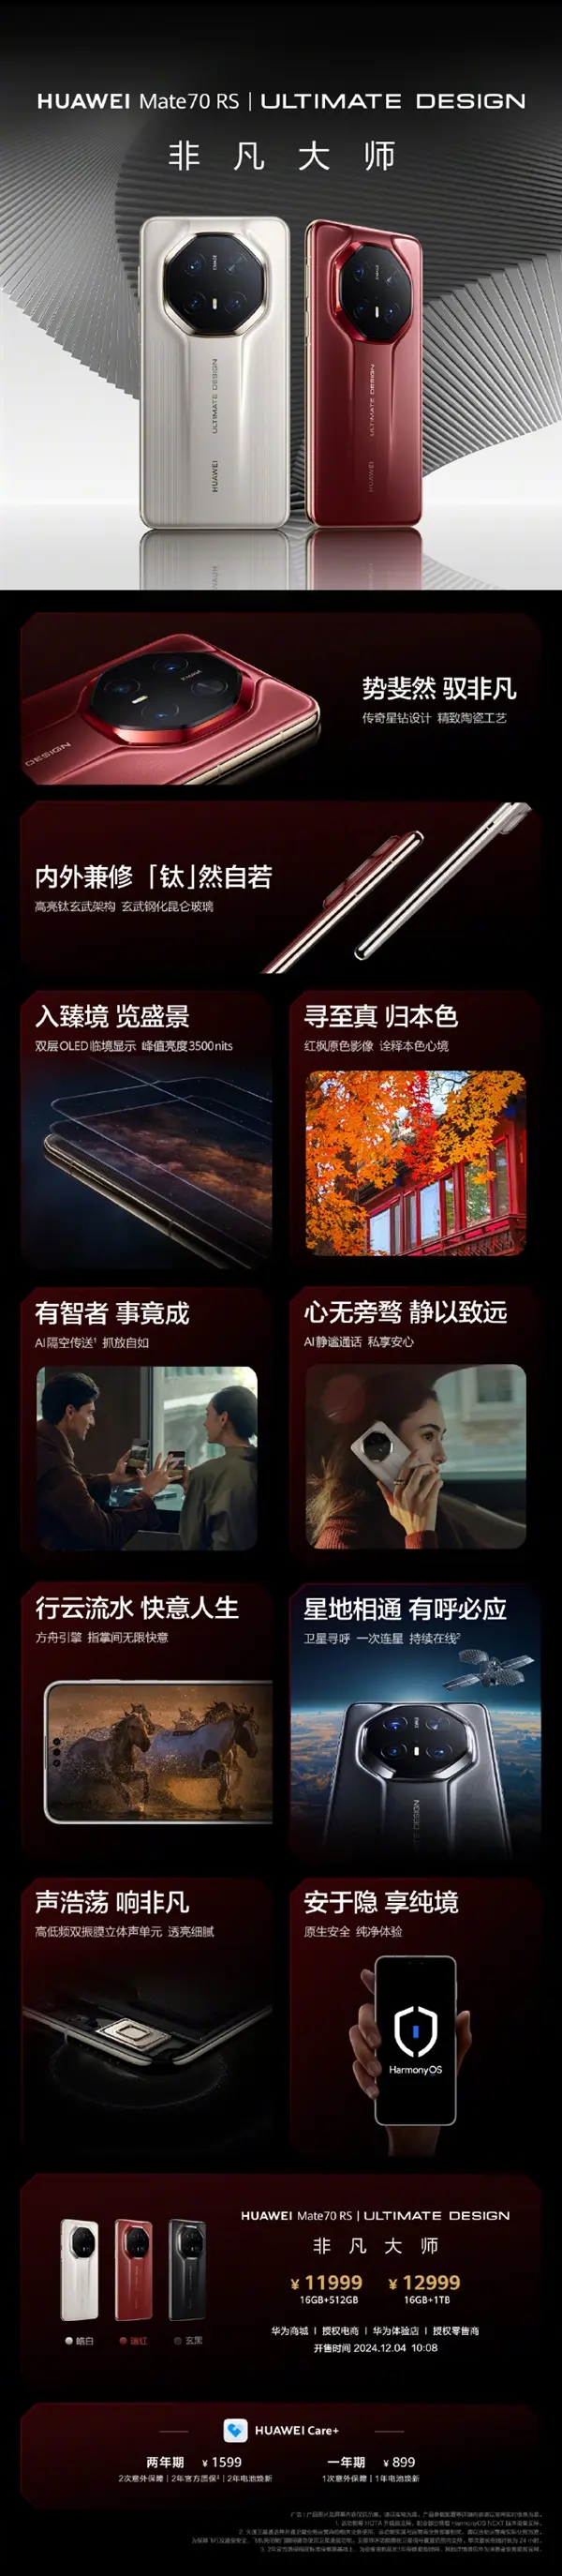 HUAWEI Mate70 RS | ULTIMATE DESIGN
非凡大师
XMAGE
XMAGE
HUAWEI ULTIMATE DESIGN
HUAWEI ULTIMATE DESIGN
XMAGE
DESIGN
势斐然 驭非凡
传奇星钻设计 精致陶瓷工艺
内外兼修「钛」然自若
高亮钛玄武架构 玄武钢化昆仑玻璃
入臻境 览盛景
双层OLED临境显示 峰值亮度3500nits
寻至真 归本色
红枫原色影像 诠释本色心境
有智者 事竟成
AI隔空传送¹ 抓放自如
心无旁骛 静以致远
AI静谧通话 私享安心
行云流水 快意人生
方舟引擎 指掌间无限快意
星地相通 有呼必应
卫星寻呼 一次连星 持续在线²
声浩荡 响非凡
高低频双振膜立体声单元 透亮细腻
安于隐 享纯境
原生安全 纯净体验
HarmonyOS
HUAWEI Mate70 RS | ULTIMATE DESIGN
非凡大师
¥ 11999
16GB+512GB
¥ 12999
16GB+1TB
皓白
瑞红
玄黑
华为商城 | 授权电商 | 华为体验店 | 授权零售商
开售时间 2024.12.04 10:08
HUAWEI Care+
两年期 ¥ 1599
2次意外保障 | 2年官方质保³ | 2年电池焕新
一年期 ¥ 899
1次意外保障 | 1年电池焕新